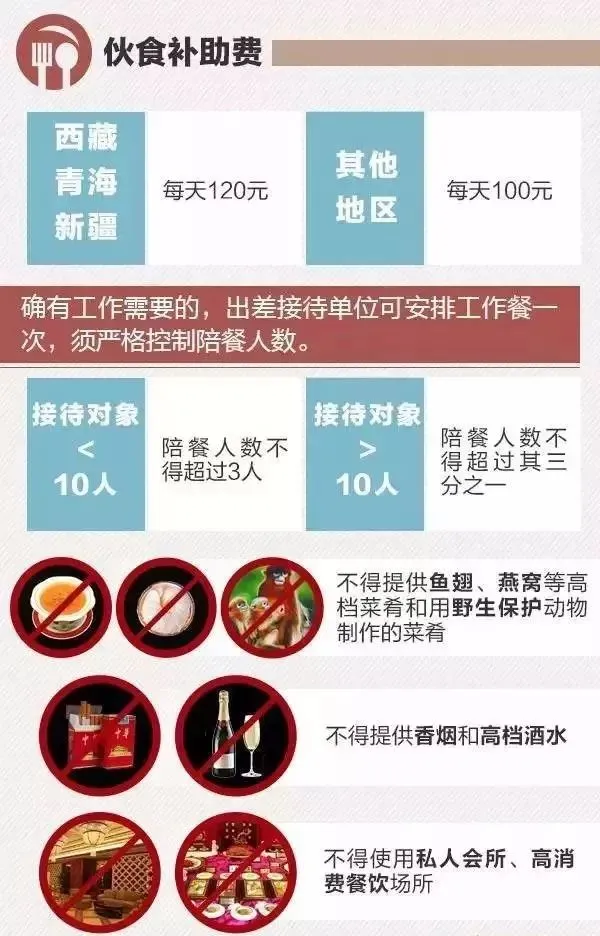 伙食补助费
西藏
青海
新疆
每天120元
其他
地区
每天100元
确有工作需要的，出差接待单位可安排工作餐一
次，须严格控制陪餐人数。
接待对象
<
10人
陪餐人数不
得超过3人
接待对象
>
10人
陪餐人数不
得超过其三
分之一
不得提供鱼翅、燕窝等高
档菜肴和用野生保护动物
制作的菜肴
中华
不得提供香烟和高档酒水
不得使用私人会所、高消
费餐饮场所